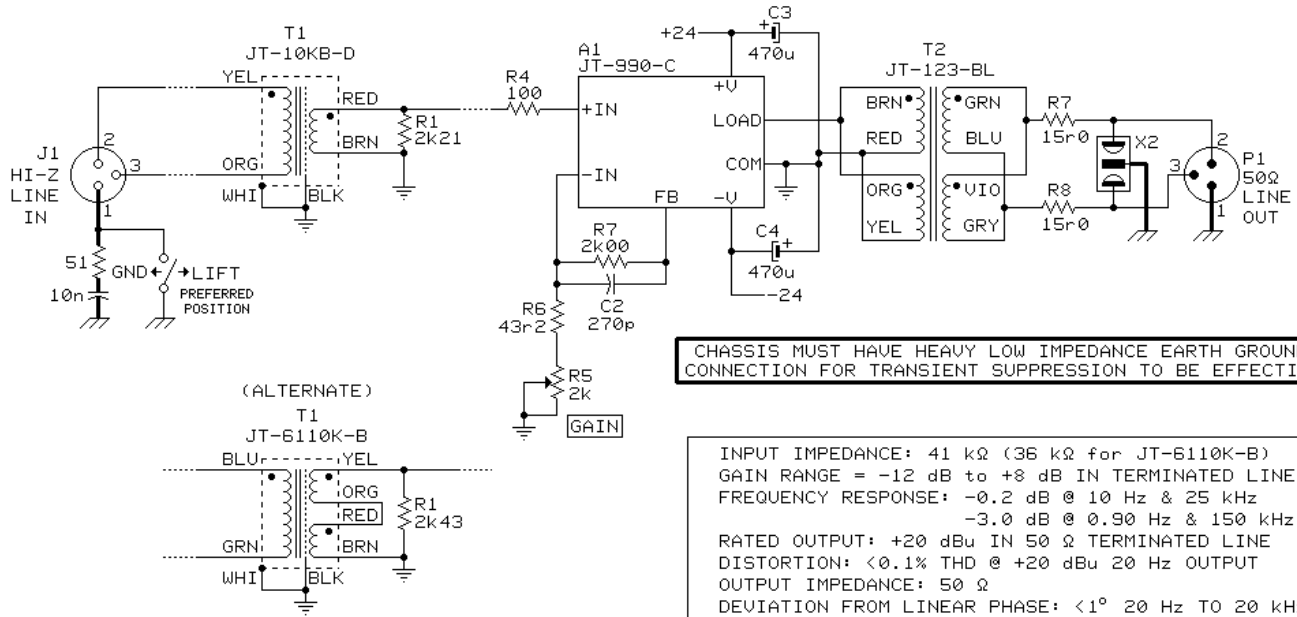 T1
JT-10KB-D
YEL
RED
R1
2k21
BRN
ORG
WHI
BLK
J1
HI-Z
LINE
IN
2
3
1
51
10n
GND
LIFT
PREFERRED
POSITION
R4
100
A1
JT-990-C
+IN
-IN
+V
LOAD
COM
-V
FB
+24
C3
+
470u
C4
+
470u
-24
R7
2k00
C2
270p
R6
43r2
R5
2k
GAIN
T2
JT-123-BL
BRN
RED
ORG
YEL
GRN
BLU
VIO
GRY
R7
15r0
R8
15r0
X2
2
3
1
P1
50Ω
LINE
OUT
CHASSIS MUST HAVE HEAVY LOW IMPEDANCE EARTH GROUN
CONNECTION FOR TRANSIENT SUPPRESSION TO BE EFFECTI
(ALTERNATE)
T1
JT-6110K-B
BLU
YEL
ORG
RED
R1
2k43
GRN
BRN
WHI
BLK
INPUT IMPEDANCE: 41 kΩ (36 kΩ for JT-6110K-B)
GAIN RANGE = -12 dB to +8 dB IN TERMINATED LINE
FREQUENCY RESPONSE: -0.2 dB @ 10 Hz & 25 kHz
-3.0 dB @ 0.90 Hz & 150 kHz
RATED OUTPUT: +20 dBu IN 50 Ω TERMINATED LINE
DISTORTION: <0.1% THD @ +20 dBu 20 Hz OUTPUT
OUTPUT IMPEDANCE: 50 Ω
DEVIATION FROM LINEAR PHASE: <1° 20 Hz TO 20 kH